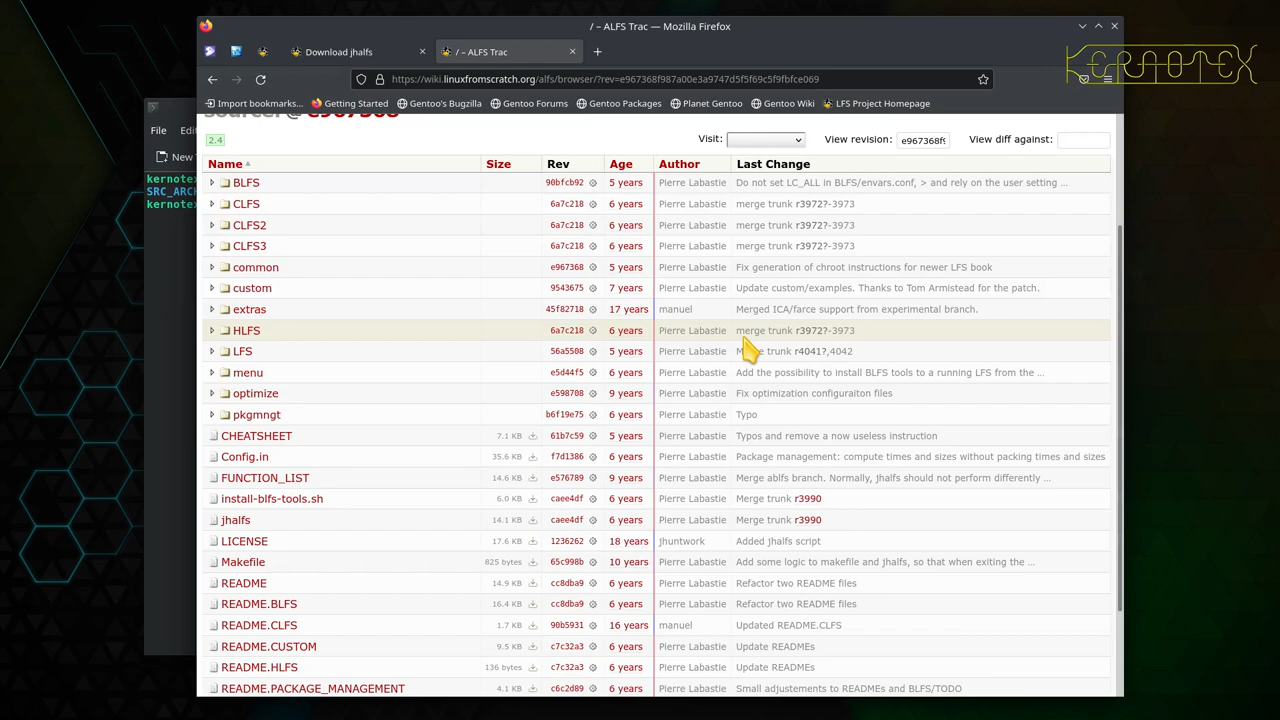 / – ALFS Trac — Mozilla Firefox
KERNOTEX
Download jhalfs
/ – ALFS Trac
https://wiki.linuxfromscratch.org/alfs/browser/?rev=e967368f987a00e3a9747d5f5f69c5f9fbfce069
Import bookmarks... Getting Started Gentoo's Bugzilla Gentoo Forums Gentoo Packages Planet Gentoo Gentoo Wiki LFS Project Homepage
File Edi
New
kernotex
SRC_ARCH
kernotex
source: @ e967368
2.4 Visit: View revision: e967368f9 View diff against:
Name Size Rev Age Author Last Change
BLFS 90bfcb92 5 years Pierre Labastie Do not set LC_ALL in BLFS/envars.conf, > and rely on the user setting …
CLFS 6a7c218 6 years Pierre Labastie merge trunk r3972?-3973
CLFS2 6a7c218 6 years Pierre Labastie merge trunk r3972?-3973
CLFS3 6a7c218 6 years Pierre Labastie merge trunk r3972?-3973
common e967368 5 years Pierre Labastie Fix generation of chroot instructions for newer LFS book
custom 9543675 7 years Pierre Labastie Update custom/examples. Thanks to Tom Armistead for the patch.
extras 45f82718 17 years manuel Merged ICA/farce support from experimental branch.
HLFS 6a7c218 6 years Pierre Labastie merge trunk r3972?-3973
LFS 56a5508 5 years Pierre Labastie trunk r4041?,4042
menu e5d44f5 6 years Pierre Labastie Add the possibility to install BLFS tools to a running LFS from the …
optimize e598708 9 years Pierre Labastie Fix optimization configuraiton files
pkgmngt b6f19e75 6 years Pierre Labastie Typo
CHEATSHEET 7.1 KB 61b7c59 5 years Pierre Labastie Typos and remove a now useless instruction
Config.in 35.6 KB f7d1386 6 years Pierre Labastie Package management: compute times and sizes without packing times and sizes
FUNCTION_LIST 14.6 KB e576789 9 years Pierre Labastie Merge ablfs branch. Normally, jhalfs should not perform differently …
install-blfs-tools.sh 6.0 KB caee4df 6 years Pierre Labastie Merge trunk r3990
jhalfs 14.1 KB caee4df 6 years Pierre Labastie Merge trunk r3990
LICENSE 17.6 KB 1236262 18 years jhuntwork Added jhalfs script
Makefile 825 bytes 65c998b 10 years Pierre Labastie Add some logic to makefile and jhalfs, so that when exiting the …
README 14.9 KB cc8dba9 6 years Pierre Labastie Refactor two README files
README.BLFS 16.4 KB cc8dba9 6 years Pierre Labastie Refactor two README files
README.CLFS 1.7 KB 90b5931 16 years manuel Updated README.CLFS
README.CUSTOM 9.5 KB c7c32a3 6 years Pierre Labastie Update READMEs
README.HLFS 136 bytes c7c32a3 6 years Pierre Labastie Update READMEs
README.PACKAGE_MANAGEMENT 4.1 KB c6c2d89 6 years Pierre Labastie Small adjustements to READMEs and BLFS/TODO